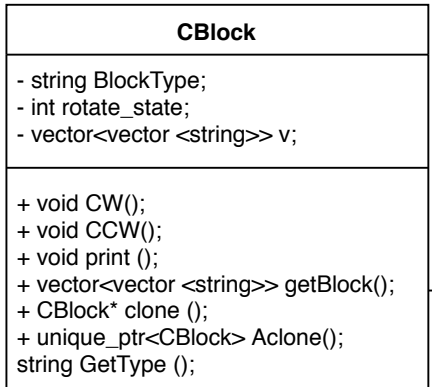 CBlock
- string BlockType;
- int rotate_state;
- vector<vector <string>> v;
+ void CW();
+ void CCW();
+ void print ();
+ vector<vector <string>> getBlock();
+ CBlock* clone ();
+ unique_ptr<CBlock> Aclone();
string GetType ();